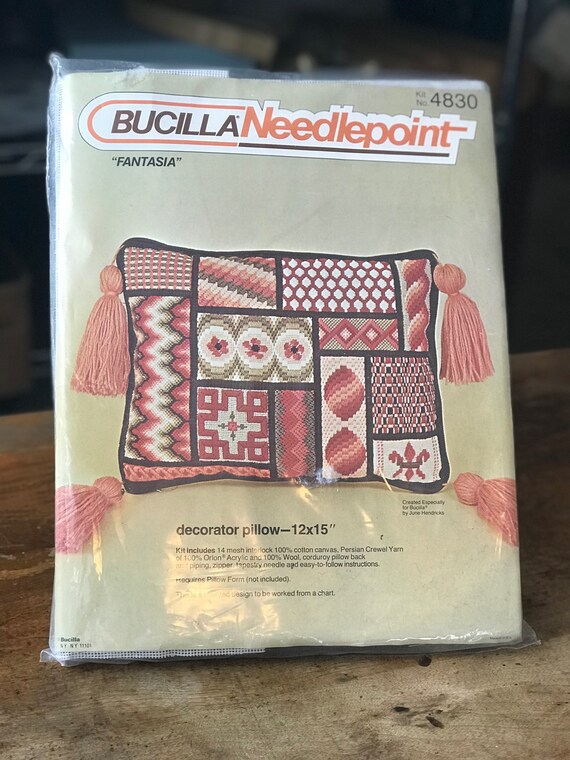 Kit
No. 4830
BUCILLA® Needlepoint
"FANTASIA"
Created Especially
for Bucilla®
by June Hendricks
decorator pillow—12x15"
Kit includes 14 mesh interlock 100% cotton canvas, Persian Crewel Yarn
of 100% Orlon® Acrylic and 100% Wool, corduroy pillow back
and piping, zipper, tapestry needle and easy-to-follow instructions.
Requires Pillow Form (not included).
This is a design to be worked from a chart.
Bucilla
N.Y.